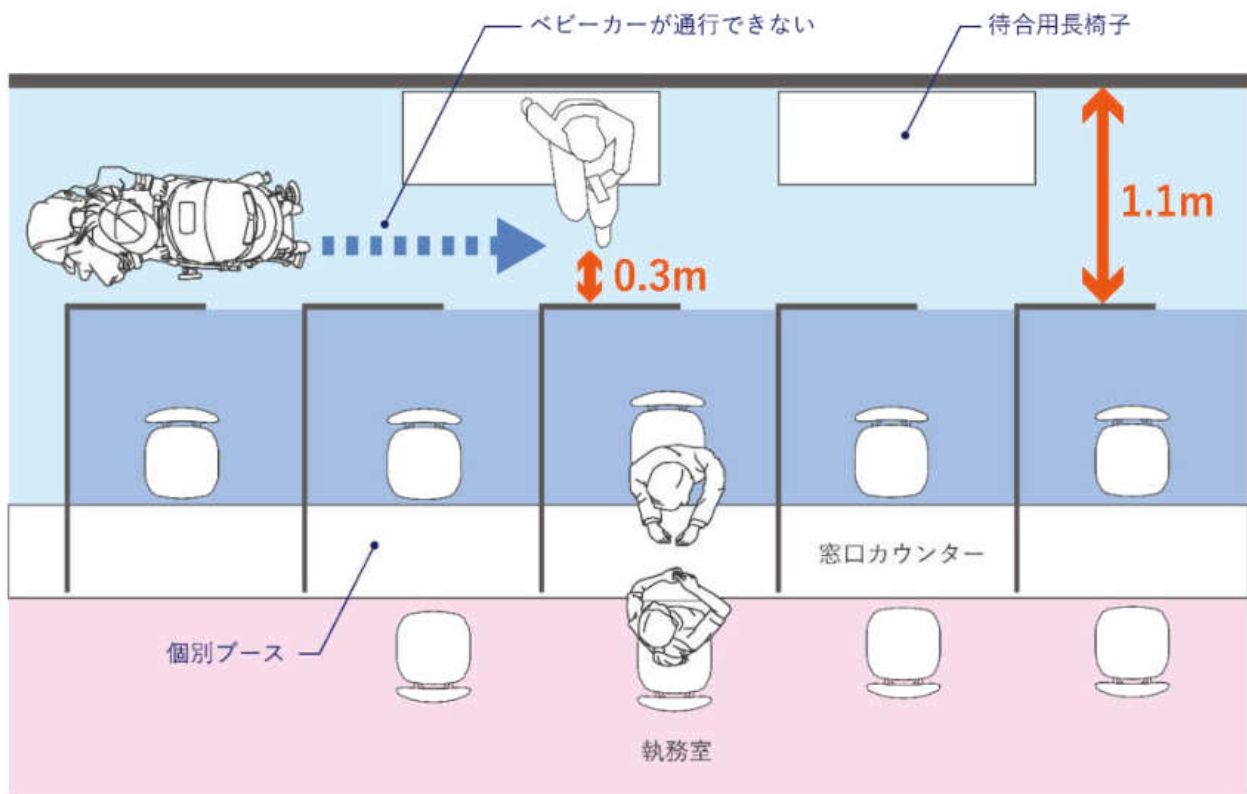 ベビーカーが通行できない
待合用長椅子
1.1m
0.3m
窓口カウンター
個別ブース
執務室